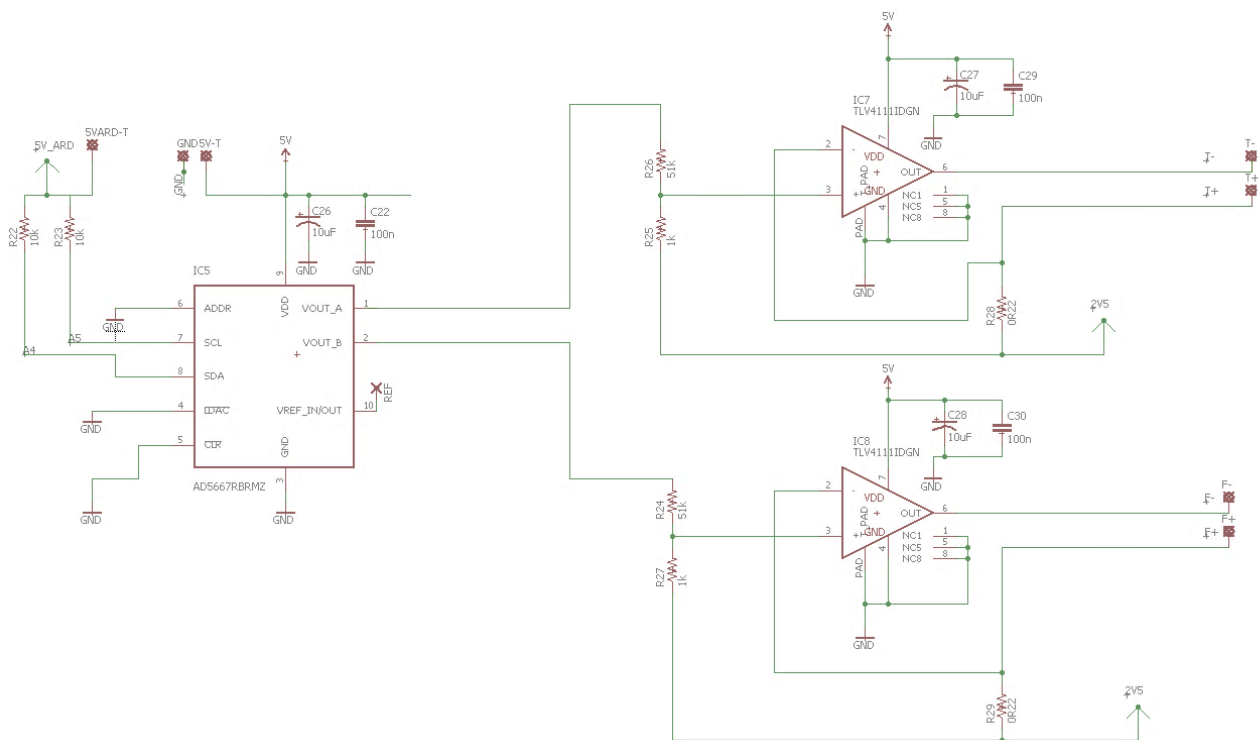 5V_ARD
5VARD-T
GND
5V-T
GND
5V
R22
10k
R23
10k
C26
10uF
C22
100n
GND
GND
IC5
6
ADDR
9
VDD
VOUT_A
1
GND
7
SCL
VOUT_B
2
A5
A4
8
SDA
4
LDAC
VREF_IN/OUT
10
REF
GND
5
CLR
GND
GND
3
AD5667RBRMZ
GND
5V
C27
10uF
C29
100n
GND
IC7
TLV4111IDGN
R26
51k
R25
1k
2
-
7
VDD
+
PAD
GND
3
OUT
6
NC1
1
NC5
5
NC8
8
4
PAD
GND
T-
T-
T+
T+
R28
0R22
2V5
5V
C28
10uF
C30
100n
GND
IC8
TLV4111IDGN
R24
51k
R27
1k
2
-
7
VDD
+
PAD
GND
3
OUT
6
NC1
1
NC5
5
NC8
8
4
PAD
GND
F-
F-
F+
F+
R29
0R22
2V5